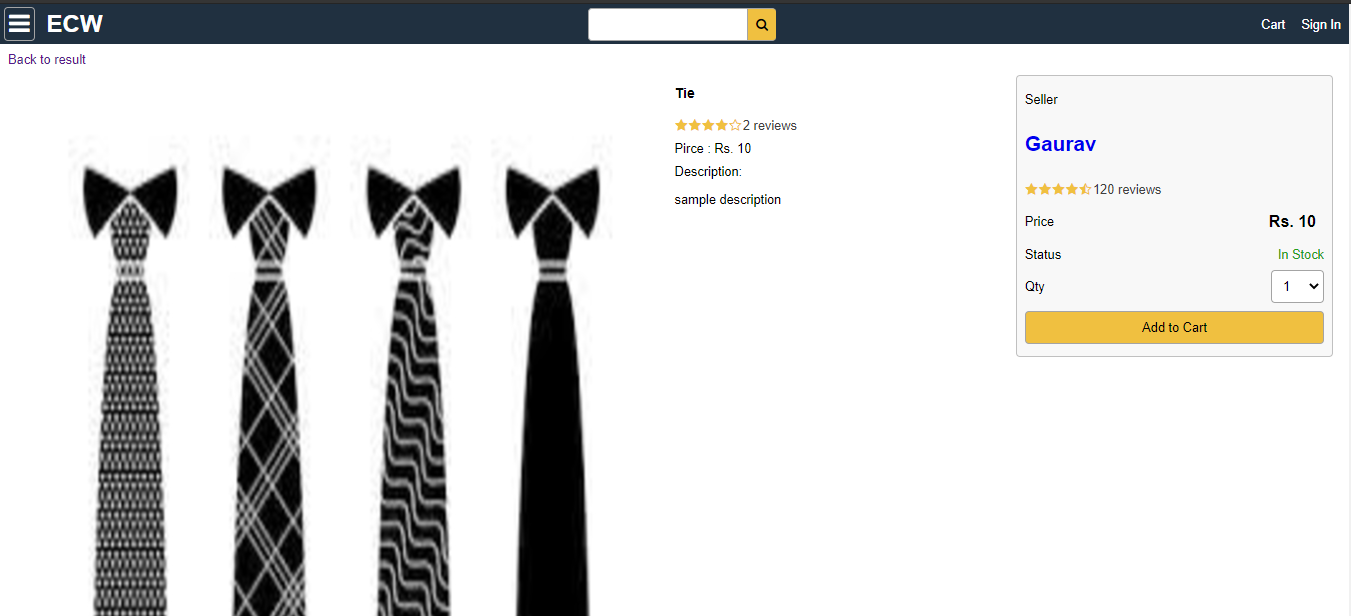 ECW
Cart Sign In
Back to result
Tie
2 reviews
Pirce : Rs. 10
Description:
sample description
Seller
Gaurav
120 reviews
Price Rs. 10
Status In Stock
Qty 1
Add to Cart